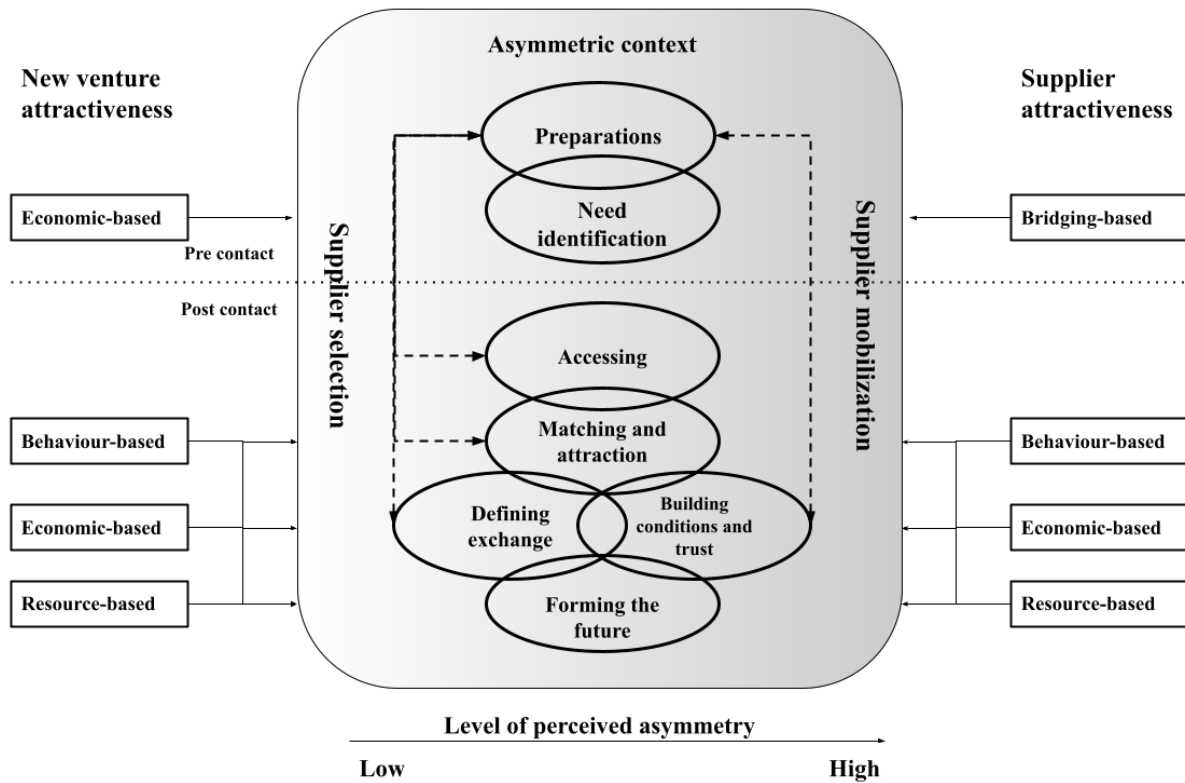 Asymmetric context
New venture
attractiveness
Supplier
attractiveness
Preparations
Need
identification
Economic-based
Bridging-based
Pre contact
Post contact
Supplier selection
Supplier mobilization
Accessing
Matching and
attraction
Behaviour-based
Behaviour-based
Defining
exchange
Building
conditions and
trust
Economic-based
Economic-based
Forming the
future
Resource-based
Resource-based
Level of perceived asymmetry
Low
High